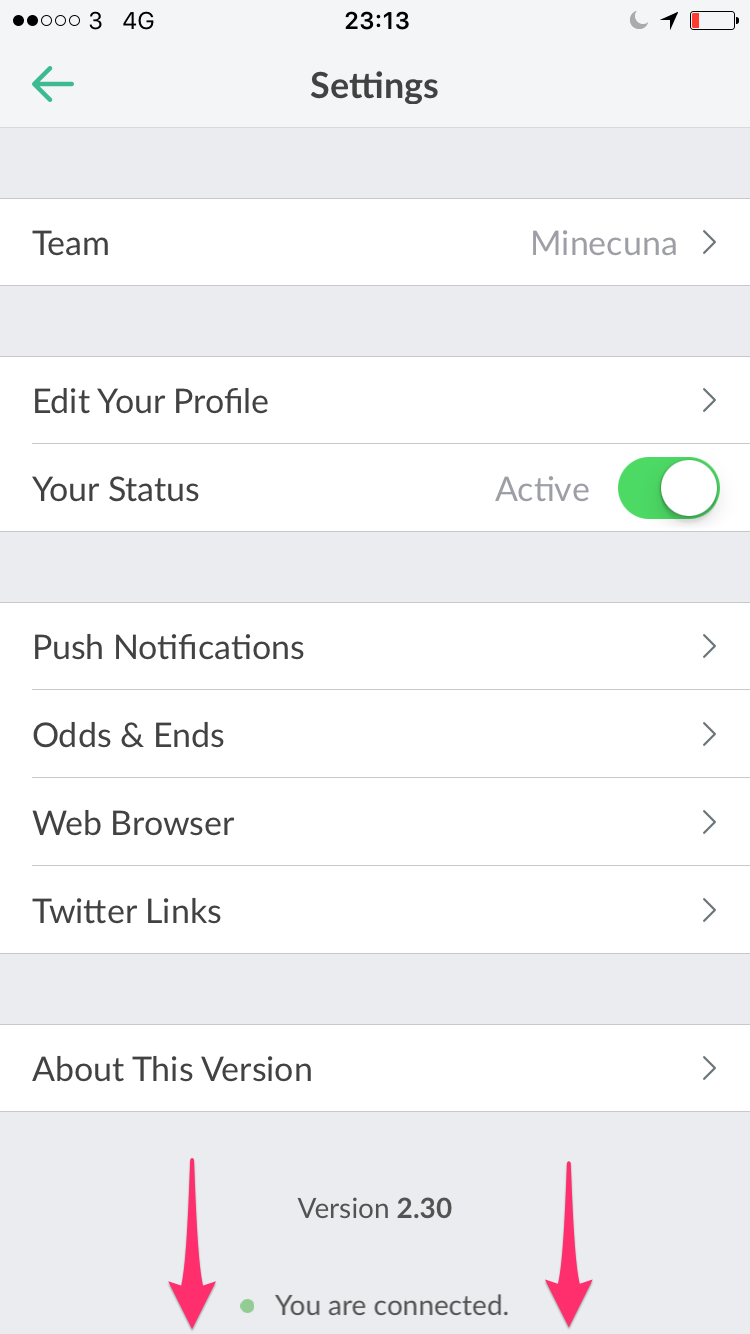 3 4G 23:13
Settings
Team Minecuna
Edit Your Profile
Your Status Active
Push Notifications
Odds & Ends
Web Browser
Twitter Links
About This Version
Version 2.30
You are connected.